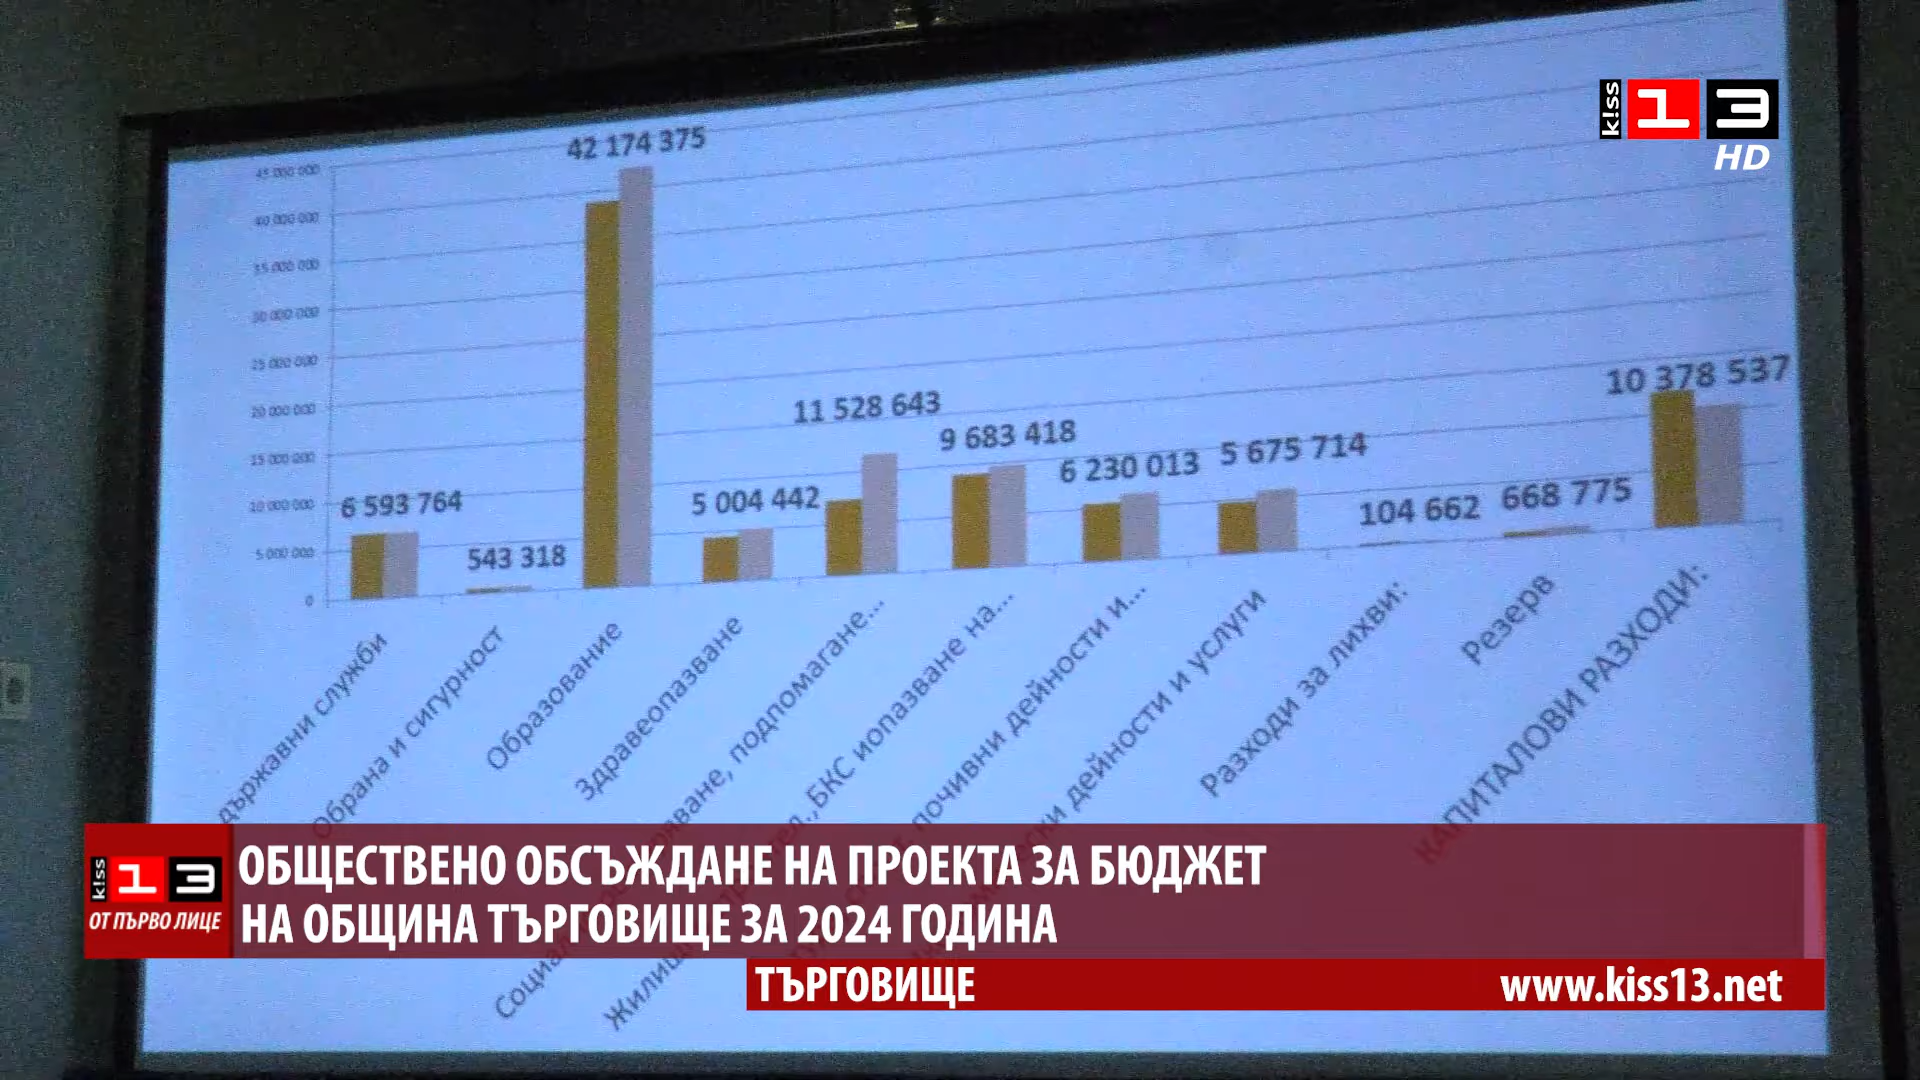 k!ss 13
HD
42 174 375
45 000 000
40 000 000
35 000 000
30 000 000
25 000 000
20 000 000
15 000 000
10 000 000
5 000 000
0
6 593 764
543 318
5 004 442
11 528 643
9 683 418
6 230 013
5 675 714
104 662
668 775
10 378 537
държавни служби
Обрана и сигурност
Образование
Здравеопазване
подпомагане...
БКС иопазване на...
почивни дейности и...
дейности и услуги
Разходи за лихви:
Резерв
КАПИТАЛОВИ РАЗХОДИ:
k!ss 13
ОТ ПЪРВО ЛИЦЕ
ОБЩЕСТВЕНО ОБСЪЖДАНЕ НА ПРОЕКТА ЗА БЮДЖЕТ
НА ОБЩИНА ТЪРГОВИЩЕ ЗА 2024 ГОДИНА
ТЪРГОВИЩЕ
www.kiss13.net